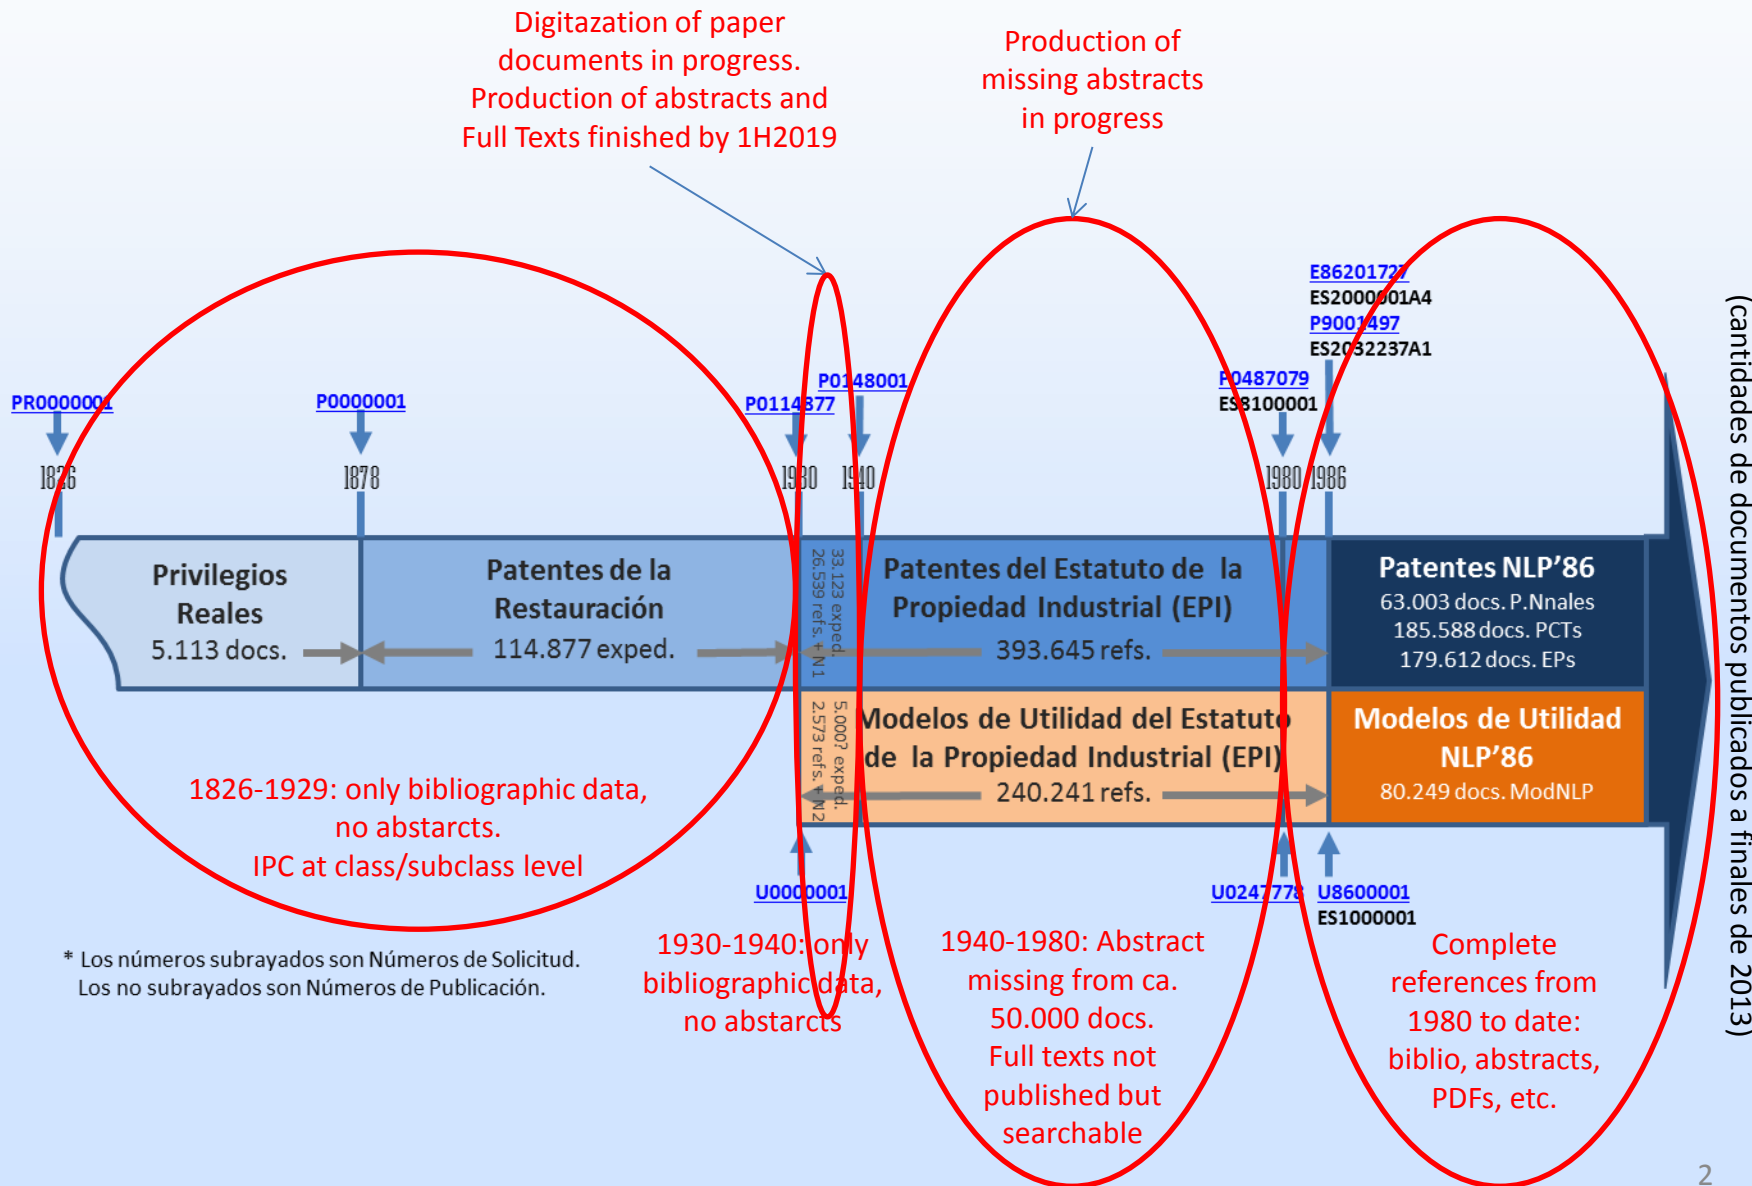 Digitazation of paper
documents in progress.
Production of abstracts and
Full Texts finished by 1H2019
Production of
missing abstracts
in progress
E86201727
ES2000001A4
P9001497
ES2032237A1
PR0000001
P0000001
P0114877
P0148001
P0487079
ES8100001
1826
1878
1930
1940
1980
1986
Privilegios
Reales
5.113 docs.
Patentes de la
Restauración
114.877 exped.
33.123 exped.
26.539 refs. + N1
Patentes del Estatuto de la
Propiedad Industrial (EPI)
393.645 refs.
Patentes NLP'86
63.003 docs. P.Nnales
185.588 docs. PCTs
179.612 docs. EPs
5.000? exped.
2.573 refs. + N2
Modelos de Utilidad del Estatuto
de la Propiedad Industrial (EPI)
240.241 refs.
Modelos de Utilidad
NLP'86
80.249 docs. ModNLP
(cantidades de documentos publicados a finales de 2013)
1826-1929: only bibliographic data,
no abstarcts.
IPC at class/subclass level
U0000001
U0247778
U8600001
ES1000001
* Los números subrayados son Números de Solicitud.
Los no subrayados son Números de Publicación.
1930-1940: only
bibliographic data,
no abstarcts
1940-1980: Abstract
missing from ca.
50.000 docs.
Full texts not
published but
searchable
Complete
references from
1980 to date:
biblio, abstracts,
PDFs, etc.
2